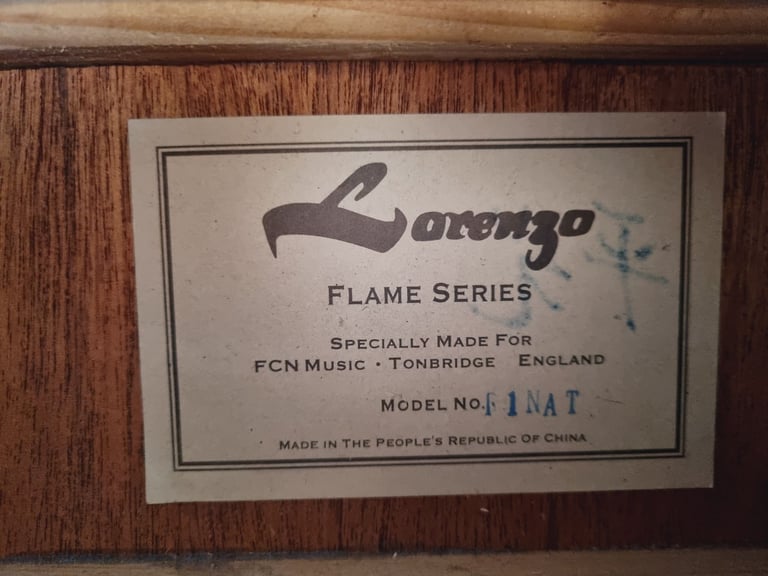 Lorenzo
FLAME SERIES
SPECIALLY MADE FOR
FCN MUSIC · TONBRIDGE ENGLAND
MODEL NO. F1NAT
MADE IN THE PEOPLE'S REPUBLIC OF CHINA